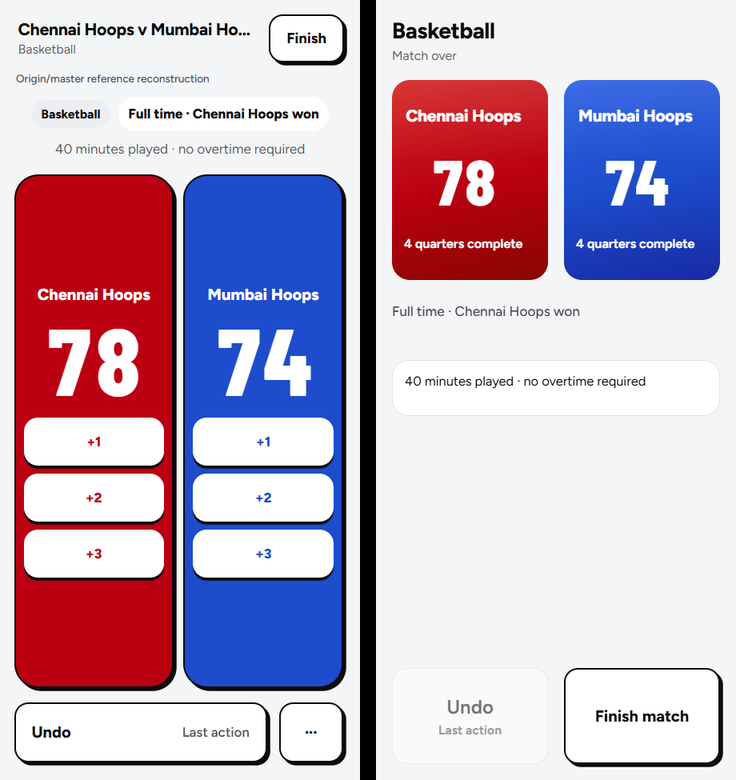 Chennai Hoops v Mumbai Ho...
Basketball
Finish
Origin/master reference reconstruction
Basketball
Full time · Chennai Hoops won
40 minutes played · no overtime required
Chennai Hoops
78
+1
+2
+3
Mumbai Hoops
74
+1
+2
+3
Undo
Last action
...
Basketball
Match over
Chennai Hoops
78
4 quarters complete
Mumbai Hoops
74
4 quarters complete
Full time · Chennai Hoops won
40 minutes played · no overtime required
Undo
Last action
Finish match